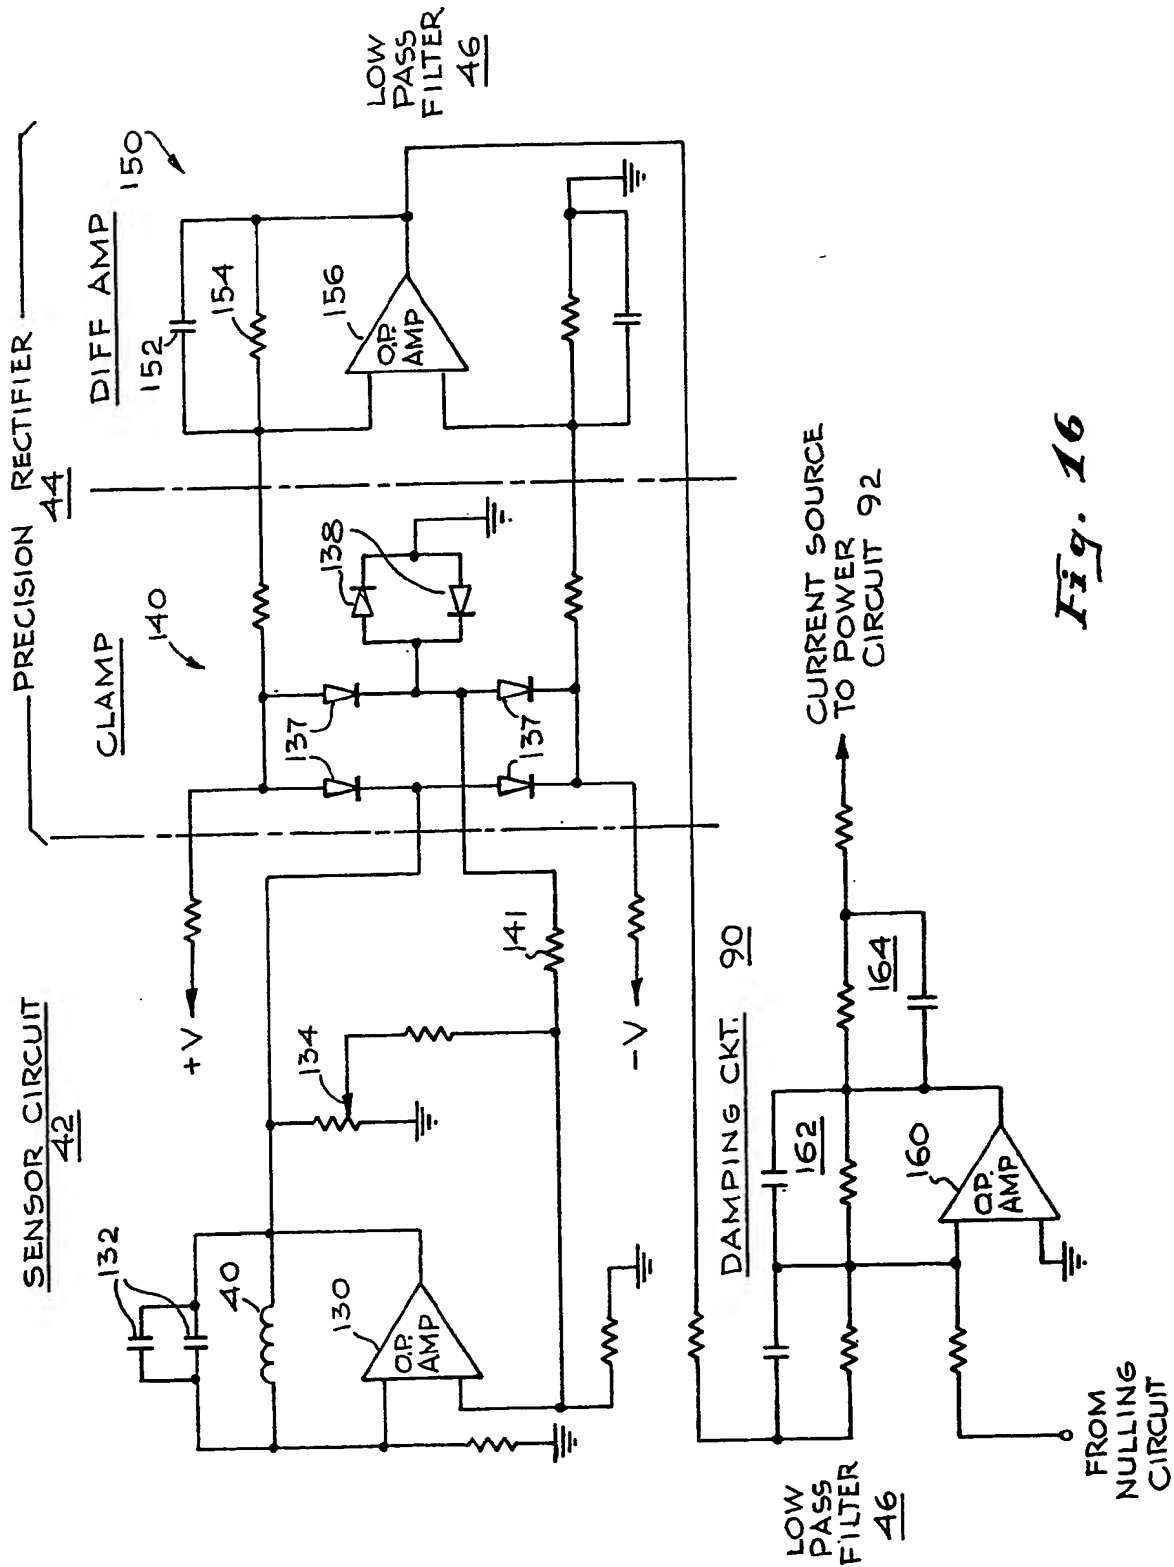 PRECISION RECTIFIER
44
SENSOR CIRCUIT
42
CLAMP
140
DIFF AMP
150
LOW
PASS
FILTER
46
132
40
130
O.P.
AMP
+V
134
141
-V
137
137
138
152
154
156
O.P.
AMP
LOW
PASS
FILTER
46
DAMPING CKT.
90
162
164
160
O.P.
AMP
FROM
NULLING
CIRCUIT
CURRENT SOURCE
TO POWER
CIRCUIT 92
Fig. 16